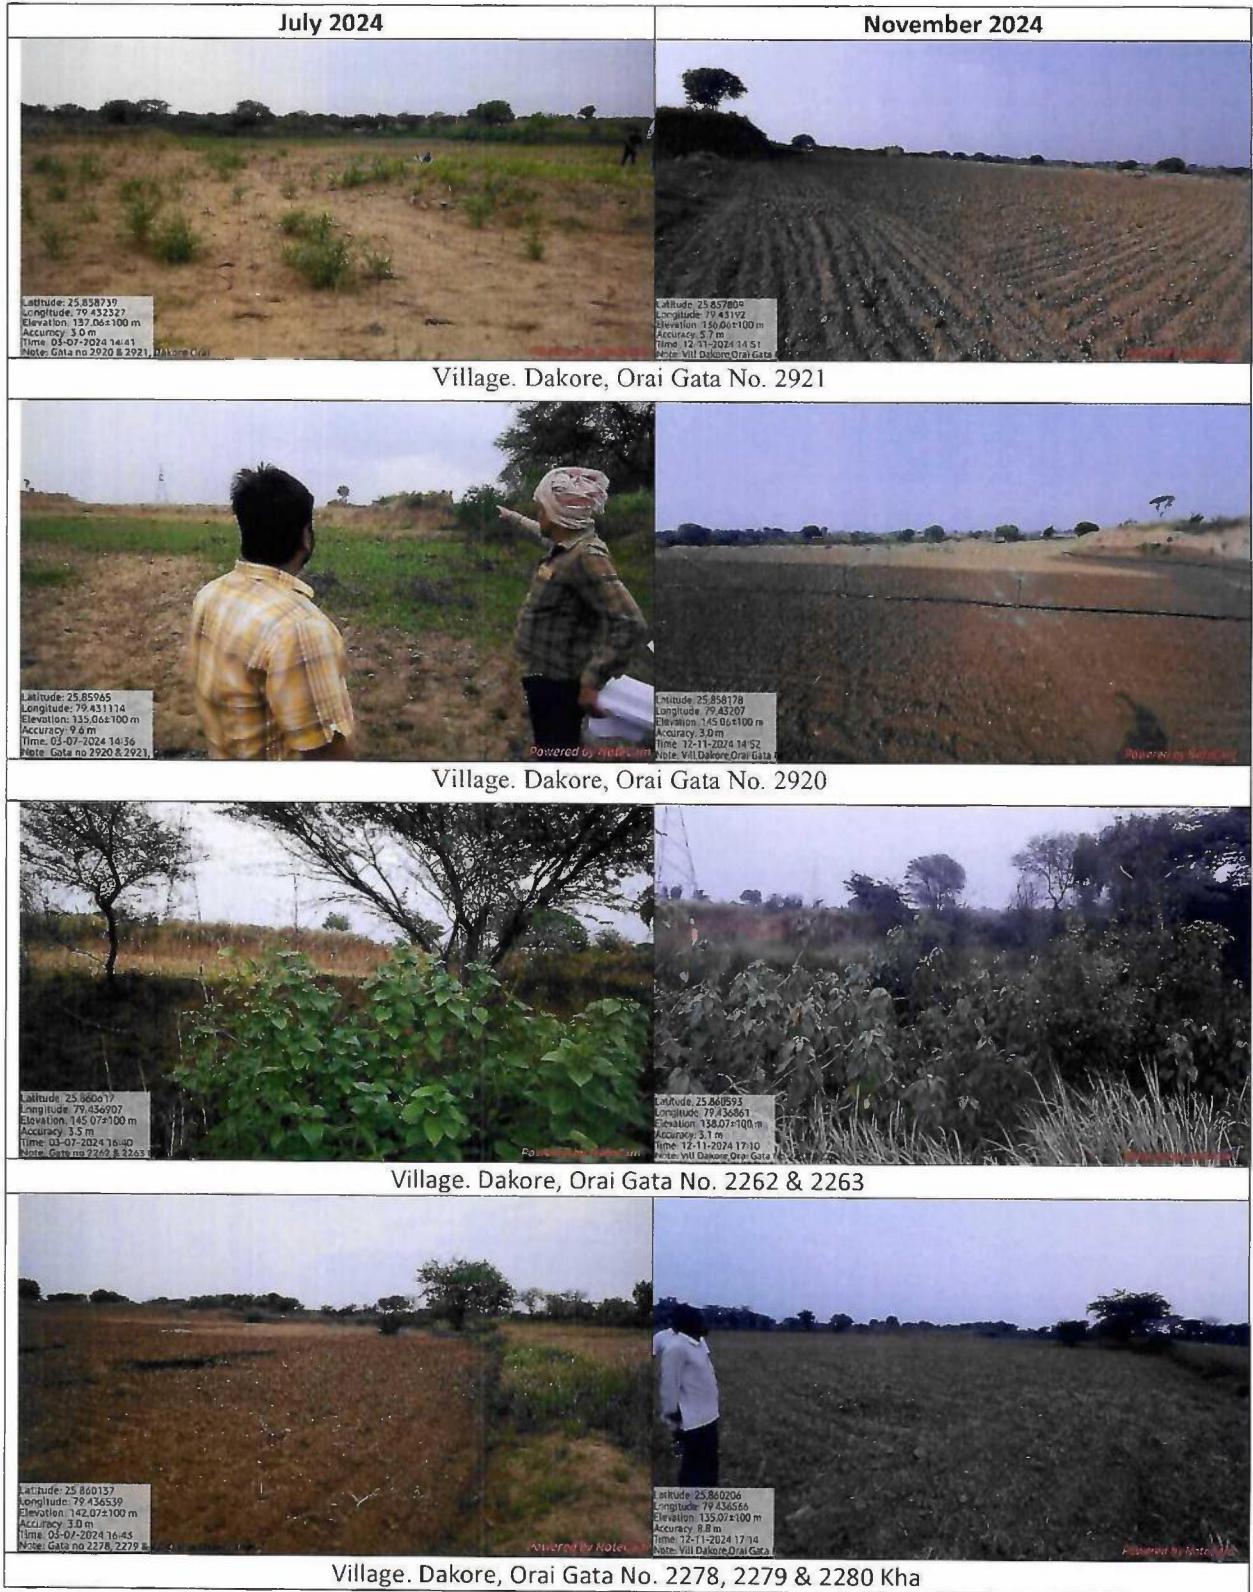 July 2024
November 2024
Latitude: 25.858739
Longitude: 79.432327
Elevation: 137.06±100 m
Accuracy: 3.0 m
Time: 03-07-2024 14:41
Note: Gata no 2920 & 2921, Dakore Orai
Latitude: 25.857809
Longitude: 79.43192
Elevation: 136.06±100 m
Accuracy: 5.7 m
Time: 12-11-2024 14:51
Note: Vill Dakore,Orai Gata
Village. Dakore, Orai Gata No. 2921
Latitude: 25.85965
Longitude: 79.431114
Elevation: 135.06±100 m
Accuracy: 9.6 m
Time: 03-07-2024 14:36
Note: Gata no 2920 & 2921,
Powered by NoteCam
Latitude: 25.858178
Longitude: 79.43207
Elevation: 145.06±100 m
Accuracy: 3.0 m
Time: 12-11-2024 14:52
Note: Vill Dakore,Orai Gata
Powered by NoteCam
Village. Dakore, Orai Gata No. 2920
Latitude: 25.860617
Longitude: 79.436907
Elevation: 145.07±100 m
Accuracy: 3.5 m
Time: 03-07-2024 16:40
Note: Gata no 2262 & 2263
Powered by NoteCam
Latitude: 25.860593
Longitude: 79.436861
Elevation: 138.07±100 m
Accuracy: 3.1 m
Time: 12-11-2024 17:10
Note: Vill Dakore,Orai Gata
Village. Dakore, Orai Gata No. 2262 & 2263
Latitude: 25.860137
Longitude: 79.436539
Elevation: 142.07±100 m
Accuracy: 3.0 m
Time: 03-07-2024 16:43
Note: Gata no 2278, 2279 &
Powered by NoteCam
Latitude: 25.860206
Longitude: 79.436566
Elevation: 135.07±100 m
Accuracy: 8.8 m
Time: 12-11-2024 17:14
Note: Vill Dakore,Orai Gata
Powered by NoteCam
Village. Dakore, Orai Gata No. 2278, 2279 & 2280 Kha